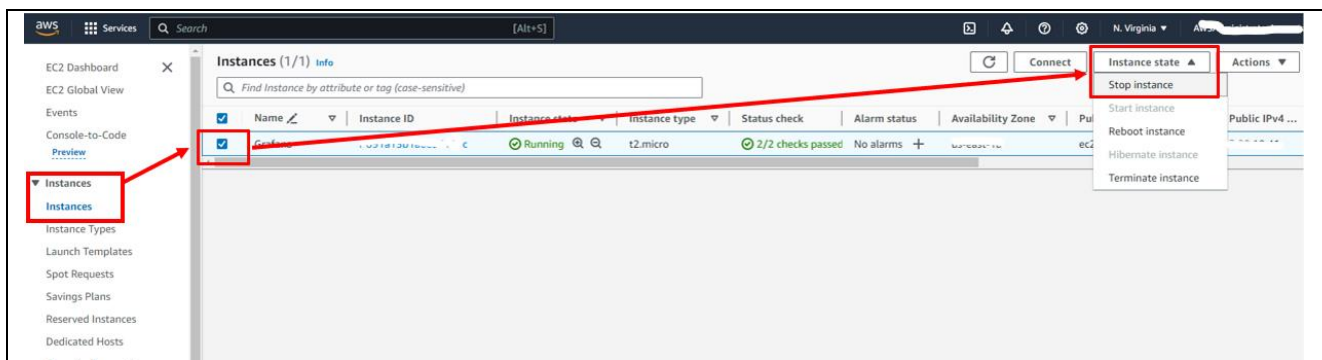 aws Services Search [Alt+S] N. Virginia
EC2 Dashboard
EC2 Global View
Events
Console-to-Code
Preview
Instances
Instances
Instance Types
Launch Templates
Spot Requests
Savings Plans
Reserved Instances
Dedicated Hosts
Instances (1/1) Info
Connect Instance state Actions
Find Instance by attribute or tag (case-sensitive)
Name Instance ID Instance state Instance type Status check Alarm status Availability Zone Public IPv4 ...
Grafana Running t2.micro 2/2 checks passed No alarms ec2
Stop instance
Start instance
Reboot instance
Hibernate instance
Terminate instance